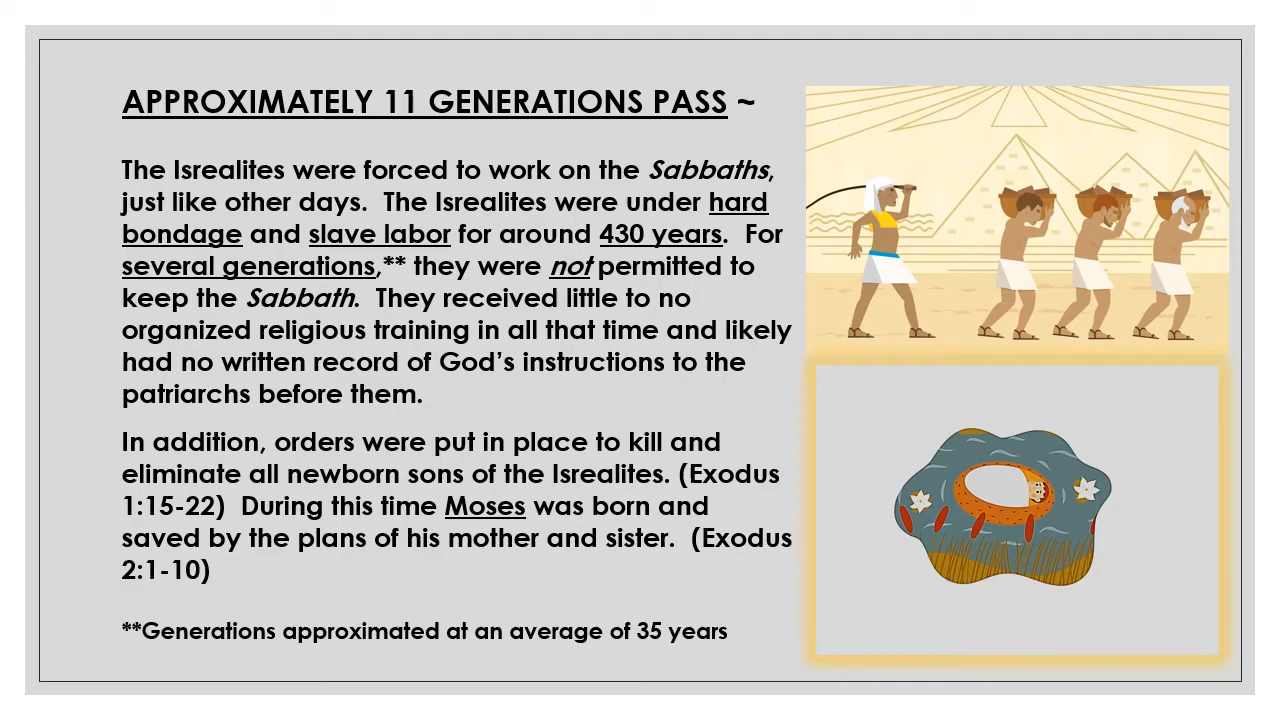 APPROXIMATELY 11 GENERATIONS PASS ~
The Isrealites were forced to work on the Sabbaths,
just like other days.  The Isrealites were under hard
bondage and slave labor for around 430 years.  For
several generations,** they were not permitted to
keep the Sabbath.  They received little to no
organized religious training in all that time and likely
had no written record of God's instructions to the
patriarchs before them.
In addition, orders were put in place to kill and
eliminate all newborn sons of the Isrealites. (Exodus
1:15-22)  During this time Moses was born and
saved by the plans of his mother and sister.  (Exodus
2:1-10)
**Generations approximated at an average of 35 years